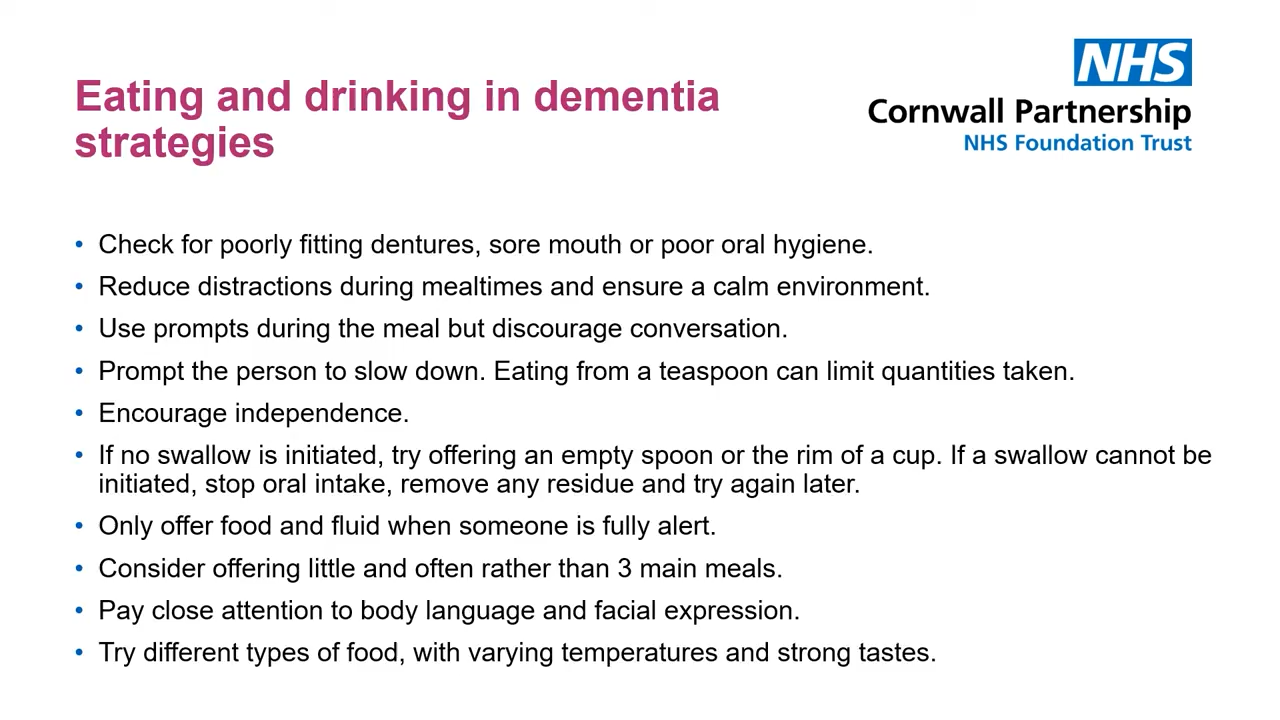 NHS
Eating and drinking in dementia
strategies
Cornwall Partnership
NHS Foundation Trust
• Check for poorly fitting dentures, sore mouth or poor oral hygiene.
• Reduce distractions during mealtimes and ensure a calm environment.
• Use prompts during the meal but discourage conversation.
• Prompt the person to slow down. Eating from a teaspoon can limit quantities taken.
• Encourage independence.
• If no swallow is initiated, try offering an empty spoon or the rim of a cup. If a swallow cannot be
initiated, stop oral intake, remove any residue and try again later.
• Only offer food and fluid when someone is fully alert.
• Consider offering little and often rather than 3 main meals.
• Pay close attention to body language and facial expression.
• Try different types of food, with varying temperatures and strong tastes.